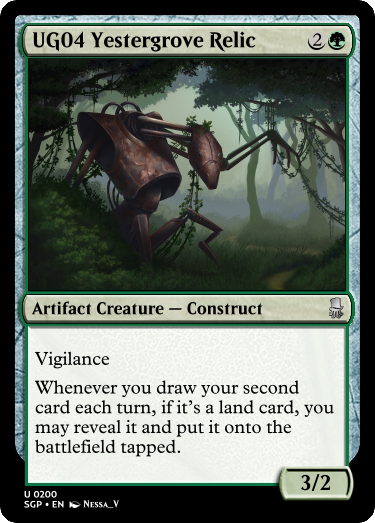 UG04 Yestergrove Relic 2
Artifact Creature — Construct
Vigilance
Whenever you draw your second
card each turn, if it's a land card, you
may reveal it and put it onto the
battlefield tapped.
3/2
U 0200
SGP • EN Nessa_V